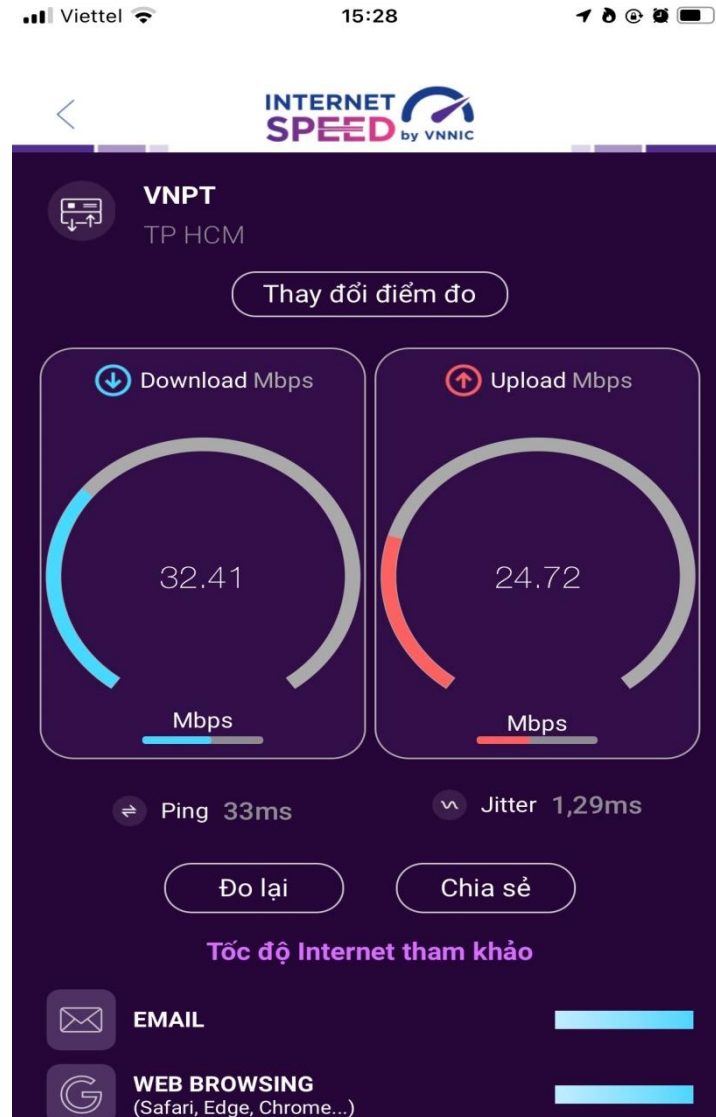 Viettel 15:28
INTERNET
SPEED by VNNIC
VNPT
TP HCM
Thay đổi điểm đo
Download Mbps
32.41
Mbps
Upload Mbps
24.72
Mbps
Ping 33ms
Jitter 1,29ms
Đo lại
Chia sẻ
Tốc độ Internet tham khảo
EMAIL
WEB BROWSING
(Safari, Edge, Chrome...)